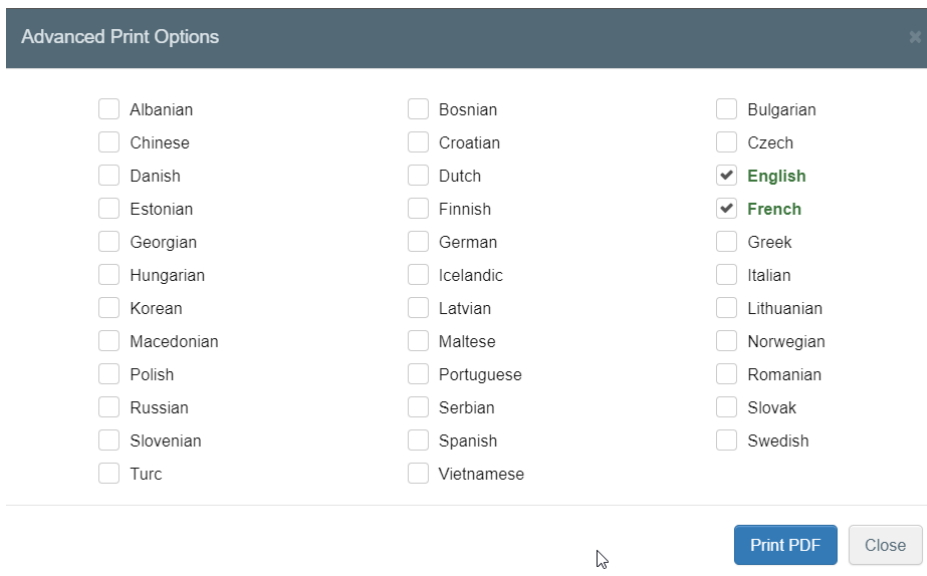 Advanced Print Options
Albanian Bosnian Bulgarian
Chinese Croatian Czech
Danish Dutch English
Estonian Finnish French
Georgian German Greek
Hungarian Icelandic Italian
Korean Latvian Lithuanian
Macedonian Maltese Norwegian
Polish Portuguese Romanian
Russian Serbian Slovak
Slovenian Spanish Swedish
Turc Vietnamese
Print PDF Close